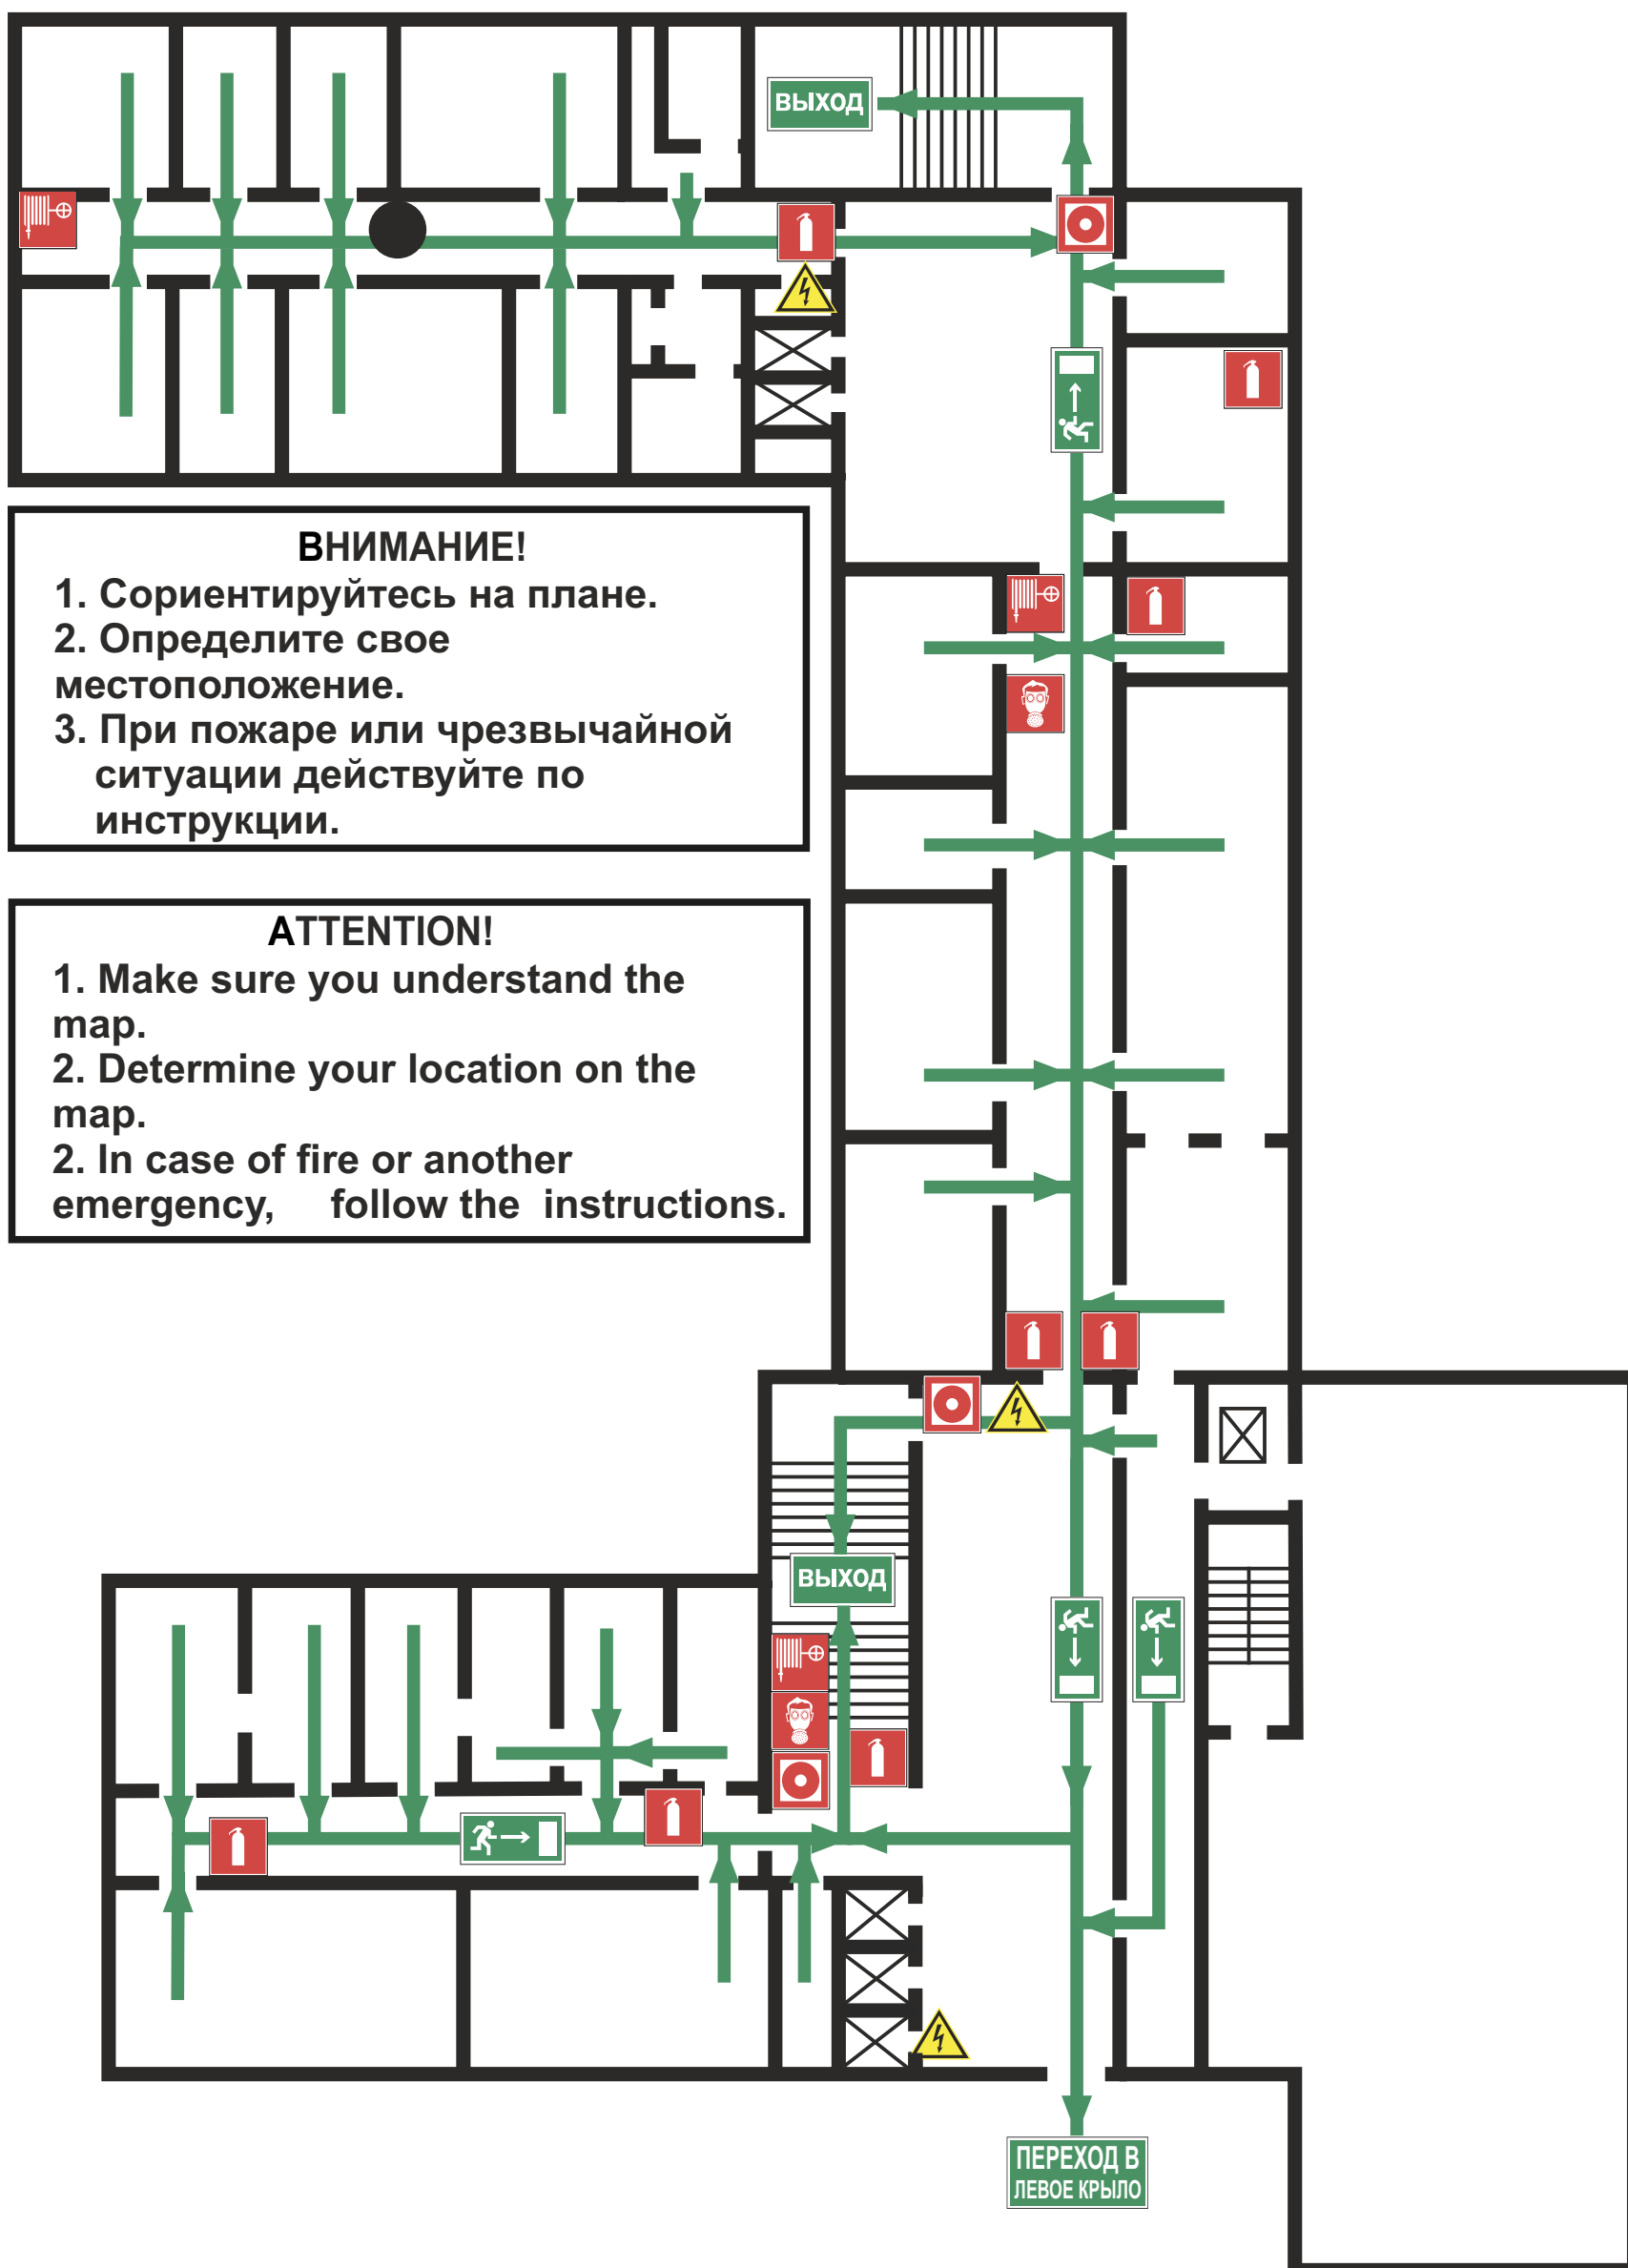 ВЫХОД
ВНИМАНИЕ!
1. Сориентируйтесь на плане.
2. Определите свое
местоположение.
3. При пожаре или чрезвычайной
ситуации действуйте по
инструкции.
ATTENTION!
1. Make sure you understand the
map.
2. Determine your location on the
map.
2. In case of fire or another
emergency, follow the instructions.
ВЫХОД
ПЕРЕХОД В
ЛЕВОЕ КРЫЛО